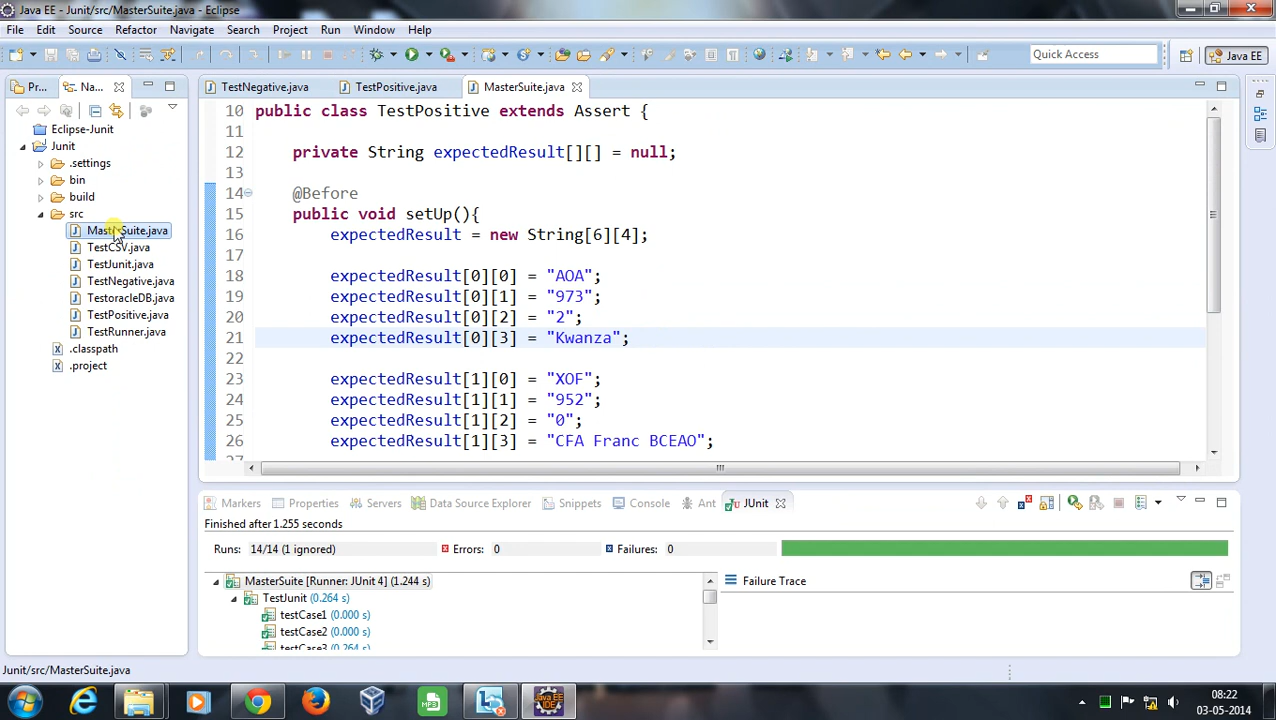 Java EE - Junit/src/MasterSuite.java - Eclipse
File Edit Source Refactor Navigate Search Project Run Window Help
Quick Access
Java EE
Pr...
Na...
TestNegative.java
TestPositive.java
MasterSuite.java
Eclipse-Junit
Junit
.settings
bin
build
src
MasterSuite.java
TestCSV.java
TestJunit.java
TestNegative.java
TestoracleDB.java
TestPositive.java
TestRunner.java
.classpath
.project
10 public class TestPositive extends Assert {
11
12 private String expectedResult[][] = null;
13
14 @Before
15 public void setUp(){
16 expectedResult = new String[6][4];
17
18 expectedResult[0][0] = "AOA";
19 expectedResult[0][1] = "973";
20 expectedResult[0][2] = "2";
21 expectedResult[0][3] = "Kwanza";
22
23 expectedResult[1][0] = "XOF";
24 expectedResult[1][1] = "952";
25 expectedResult[1][2] = "0";
26 expectedResult[1][3] = "CFA Franc BCEAO";
27
Markers Properties Servers Data Source Explorer Snippets Console Ant JUnit
Finished after 1.255 seconds
Runs: 14/14 (1 ignored) Errors: 0 Failures: 0
MasterSuite [Runner: JUnit 4] (1.244 s)
TestJunit (0.264 s)
testCase1 (0.000 s)
testCase2 (0.000 s)
testCase3 (0.264 s)
Failure Trace
Junit/src/MasterSuite.java
08:22
03-05-2014